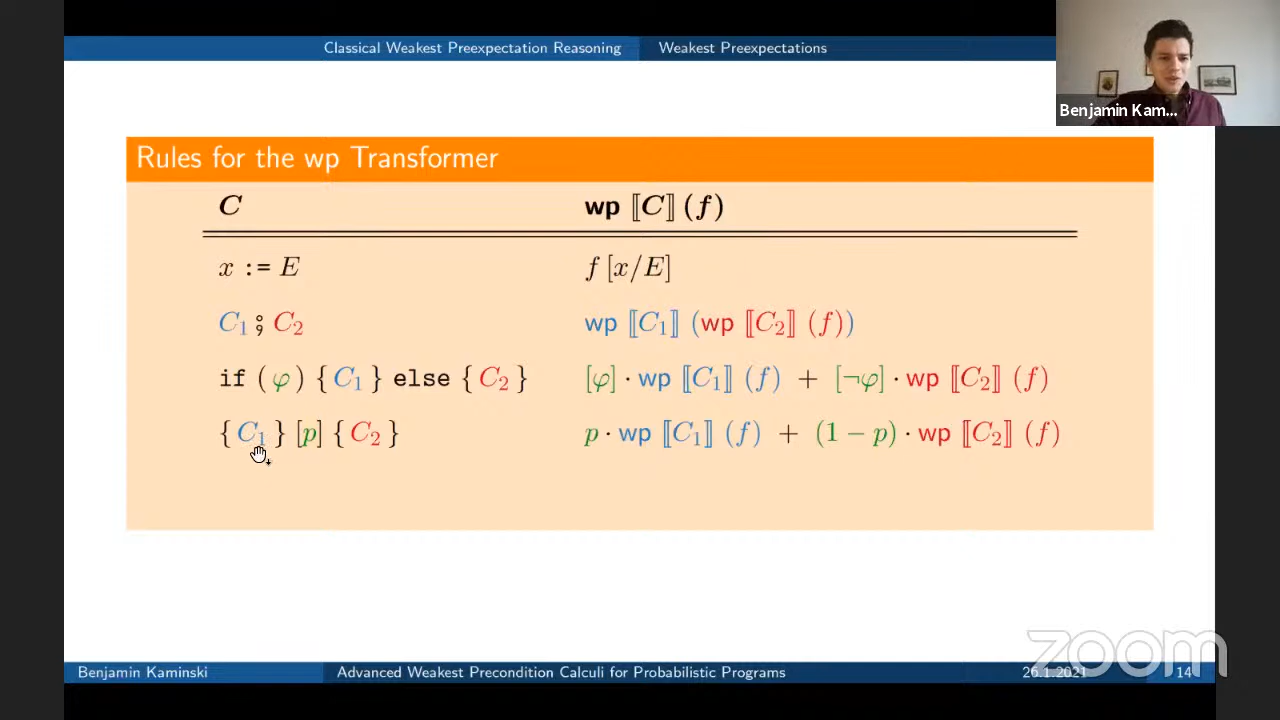 Classical Weakest Preexpectation Reasoning Weakest Preexpectations
Benjamin Kam...
Rules for the wp Transformer
C wp ⟦C⟧ (f)
x := E f [x/E]
C₁ ⨟ C₂ wp ⟦C₁⟧ (wp ⟦C₂⟧ (f))
if (φ) {C₁} else {C₂} [φ] · wp ⟦C₁⟧ (f) + [¬φ] · wp ⟦C₂⟧ (f)
{C₁} [p] {C₂} p · wp ⟦C₁⟧ (f) + (1 − p) · wp ⟦C₂⟧ (f)
zoom
Benjamin Kaminski Advanced Weakest Precondition Calculi for Probabilistic Programs 26.1.2021 14